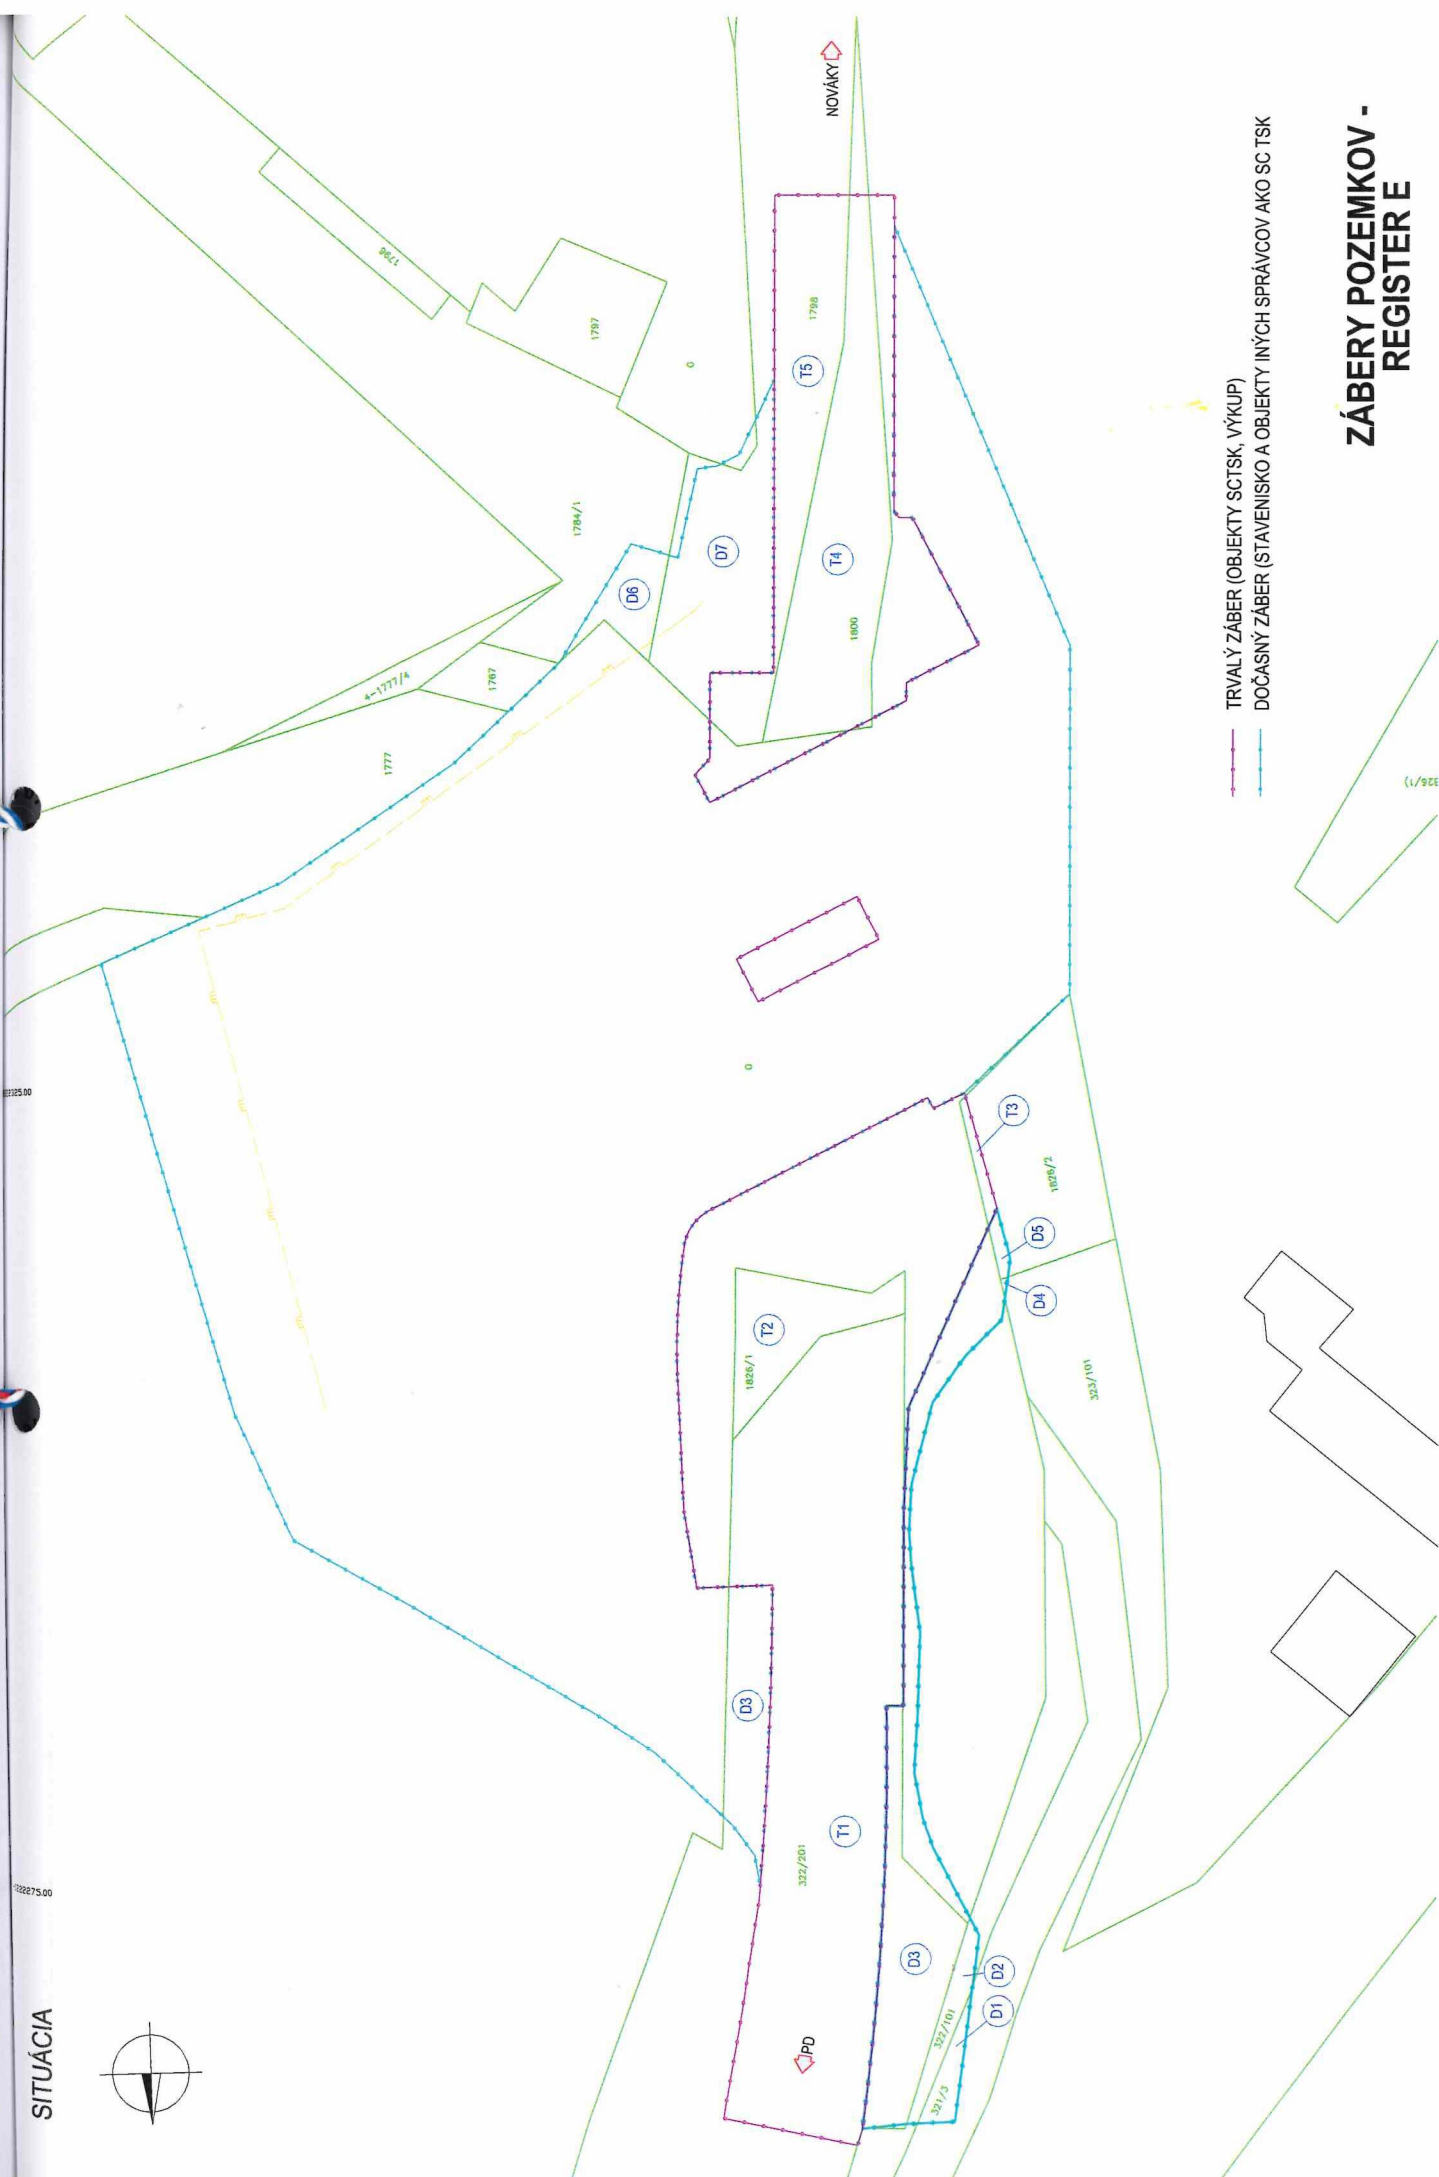 SITUÁCIA
ZÁBERY POZEMKOV -
REGISTER E
TRVALÝ ZÁBER (OBJEKTY SCTSK, VÝKUP)
DOČASNÝ ZÁBER (STAVENISKO A OBJEKTY INÝCH SPRÁVCOV AKO SC TSK
NOVÁKY
PD
1796
1797
0
1798
T5
1784/1
D7
D6
T4
1800
4-1777/4
1767
1777
0
T3
1826/2
D5
D4
T2
1826/1
323/101
D3
T1
322/201
D3
D2
D1
322/101
321/3
326/1)